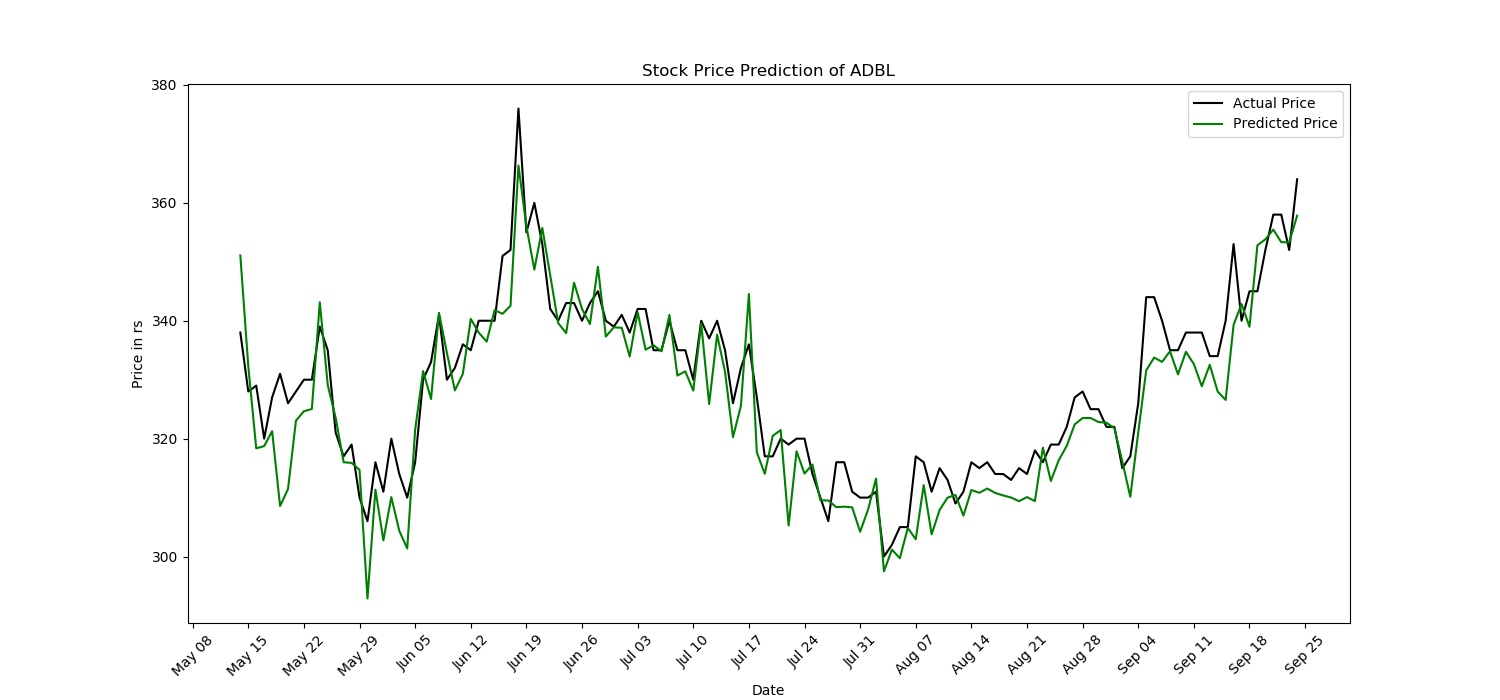 Stock Price Prediction of ADBL
Actual Price
Predicted Price
Price in rs
380
360
340
320
300
May 08
May 15
May 22
May 29
Jun 05
Jun 12
Jun 19
Jun 26
Jul 03
Jul 10
Jul 17
Jul 24
Jul 31
Aug 07
Aug 14
Aug 21
Aug 28
Sep 04
Sep 11
Sep 18
Sep 25
Date